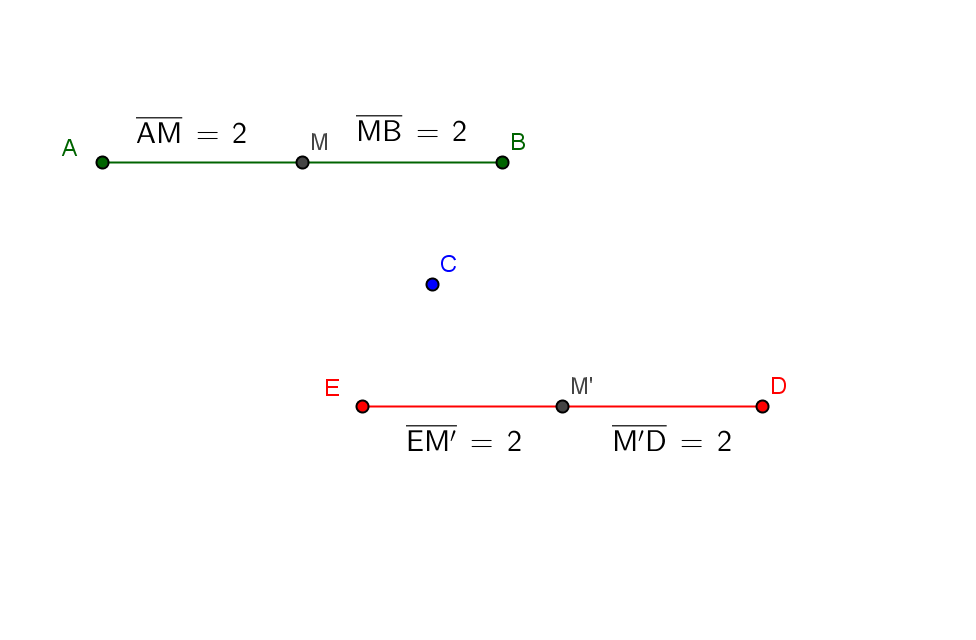 A
AM = 2
M
MB = 2
B
C
E
M'
D
EM′ = 2
M′D = 2